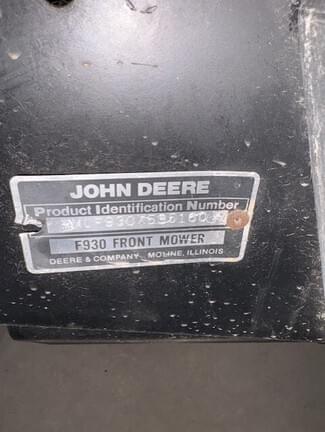 JOHN DEERE
Product Identification Number
F930 FRONT MOWER
DEERE & COMPANY MOLINE, ILLINOIS